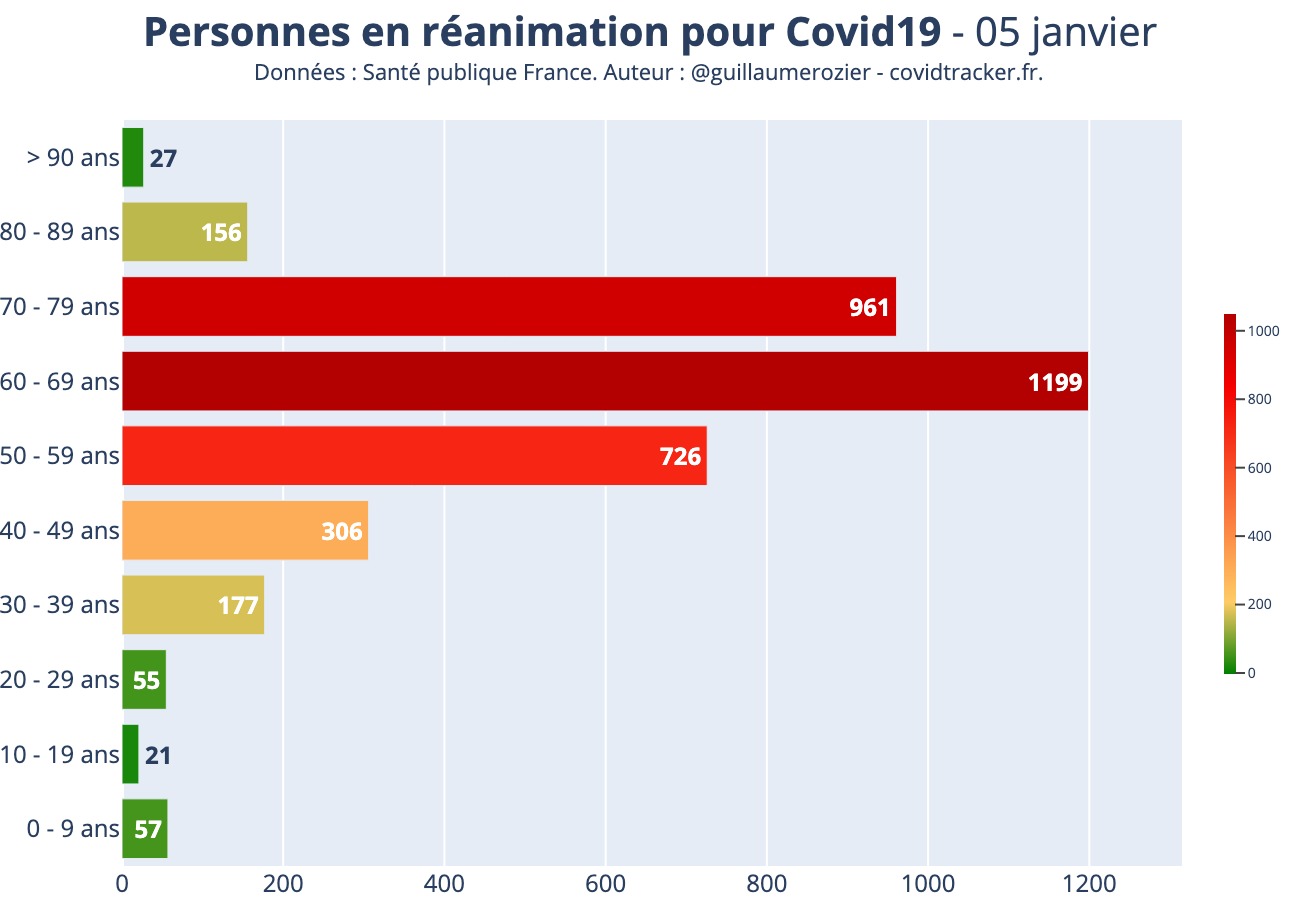 Personnes en réanimation pour Covid19 - 05 janvier
Données : Santé publique France. Auteur : @guillaumerozier - covidtracker.fr.
> 90 ans 27
80 - 89 ans 156
70 - 79 ans 961
60 - 69 ans 1199
50 - 59 ans 726
40 - 49 ans 306
30 - 39 ans 177
20 - 29 ans 55
10 - 19 ans 21
0 - 9 ans 57
0 200 400 600 800 1000 1200
1000
800
600
400
200
0